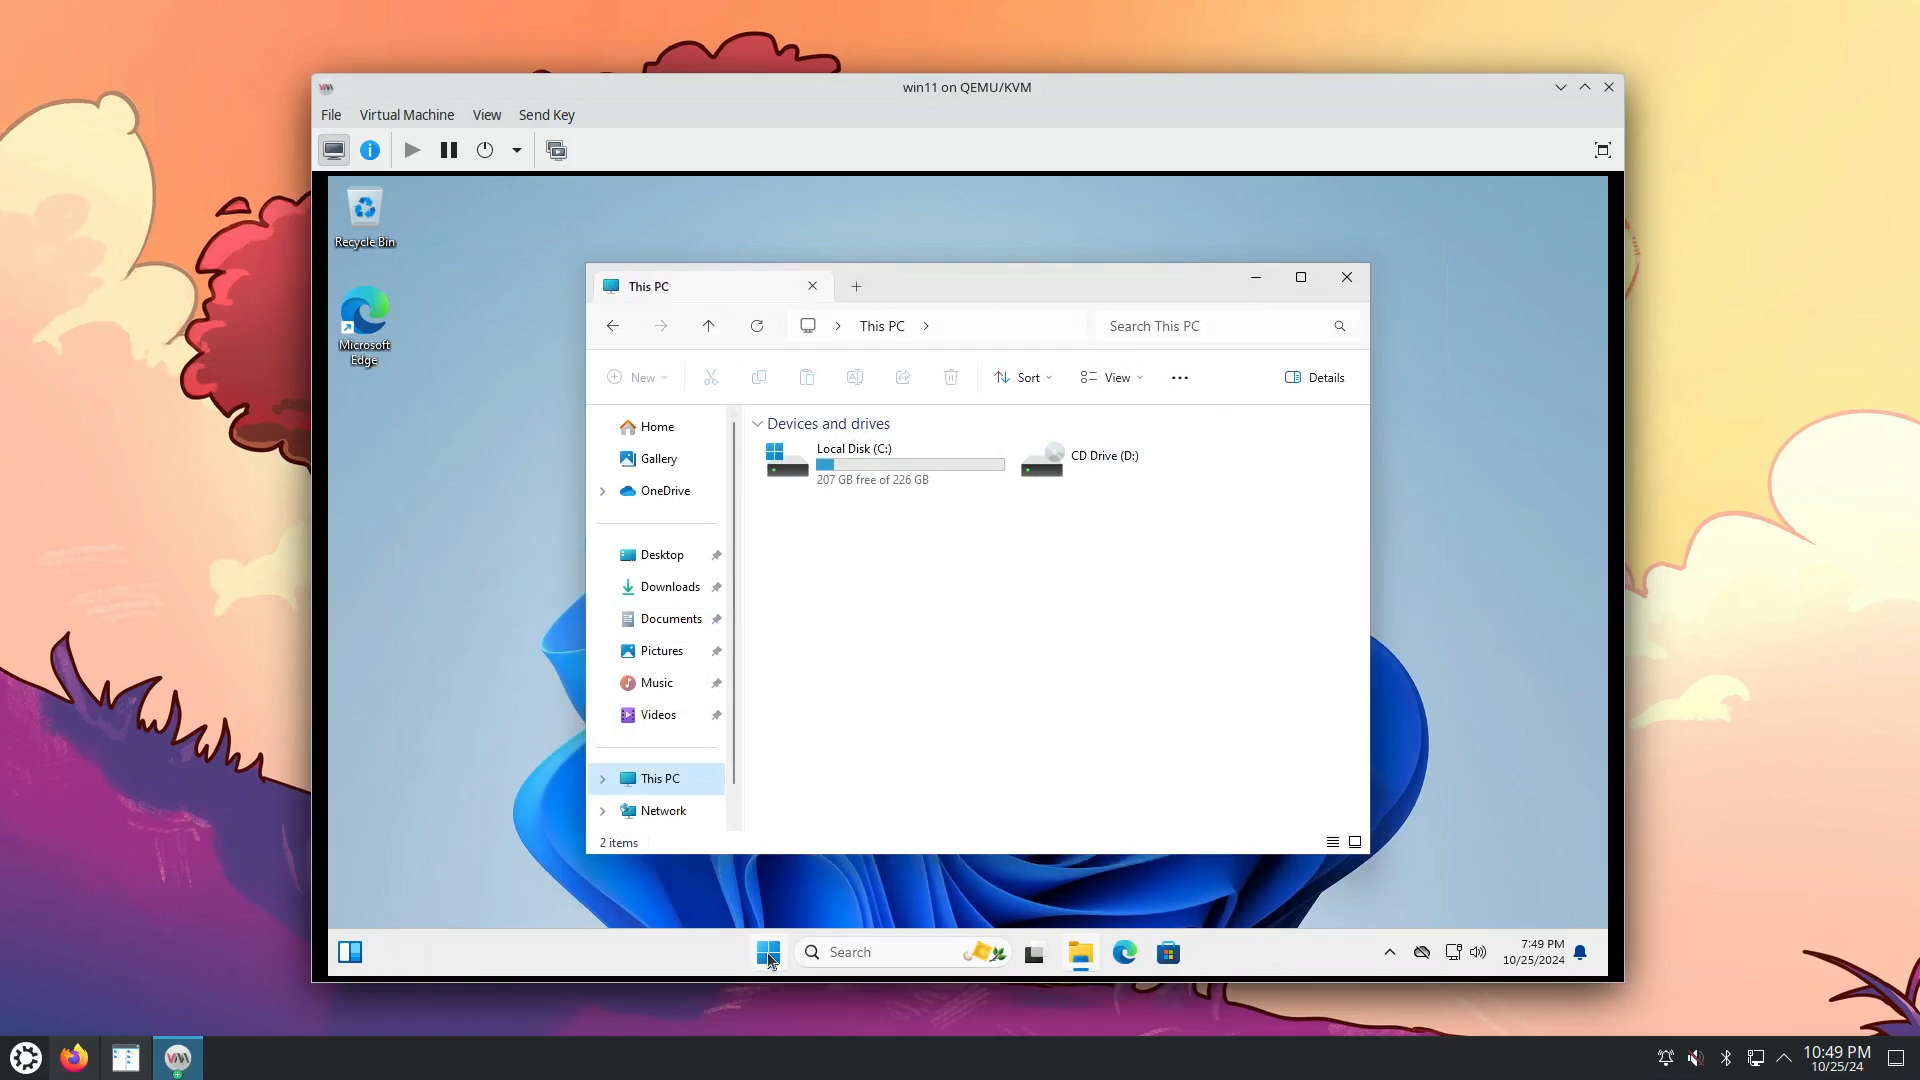 win11 on QEMU/KVM
File Virtual Machine View Send Key
Recycle Bin
Microsoft
Edge
This PC
This PC
Search This PC
New
Sort
View
Details
Home
Gallery
OneDrive
Desktop
Downloads
Documents
Pictures
Music
Videos
This PC
Network
Devices and drives
Local Disk (C:)
207 GB free of 226 GB
CD Drive (D:)
2 items
Search
7:49 PM
10/25/2024
10:49 PM
10/25/24